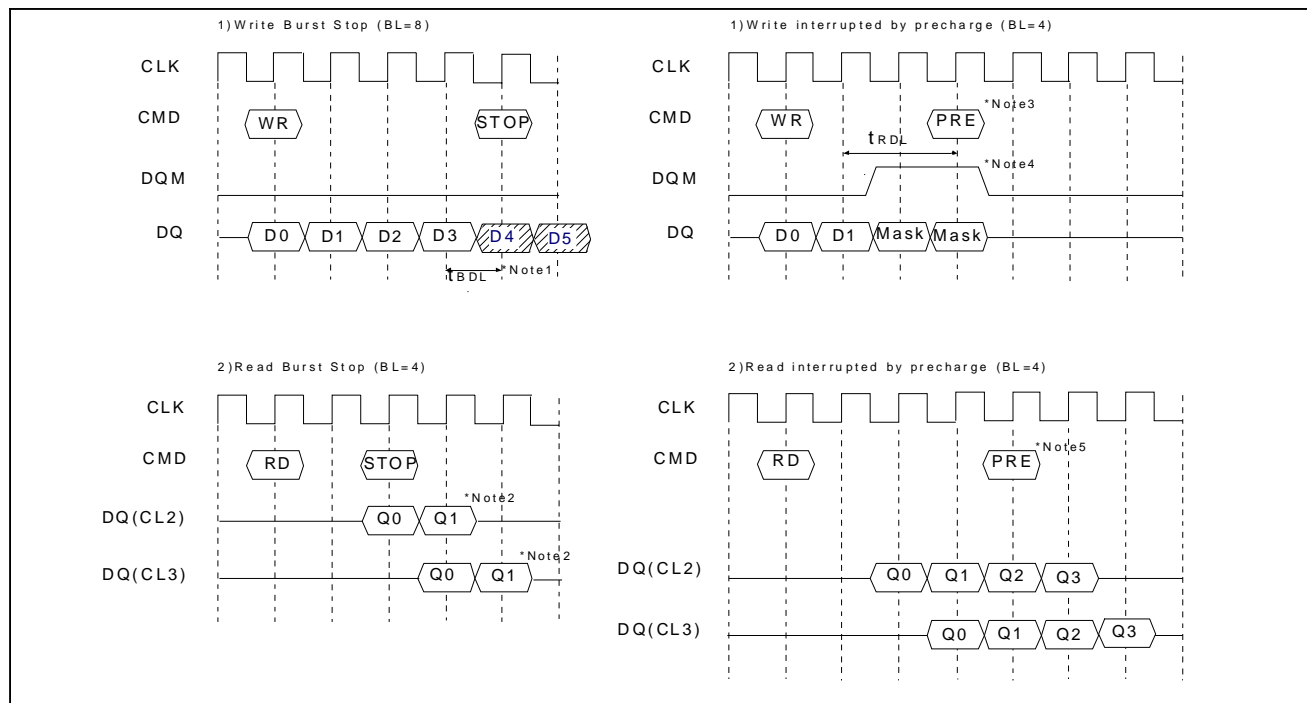 1)Write Burst Stop (BL=8)
CLK
CMD
WR
STOP
DQM
DQ
D0 D1 D2 D3 D4 D5
tBDL
*Note1
1)Write interrupted by precharge (BL=4)
CLK
CMD
WR
PRE
*Note3
tRDL
DQM
*Note4
DQ
D0 D1 Mask Mask
2)Read Burst Stop (BL=4)
CLK
CMD
RD
STOP
DQ(CL2)
Q0 Q1
*Note2
DQ(CL3)
Q0 Q1
*Note2
2)Read interrupted by precharge (BL=4)
CLK
CMD
RD
PRE
*Note5
DQ(CL2)
Q0 Q1 Q2 Q3
DQ(CL3)
Q0 Q1 Q2 Q3